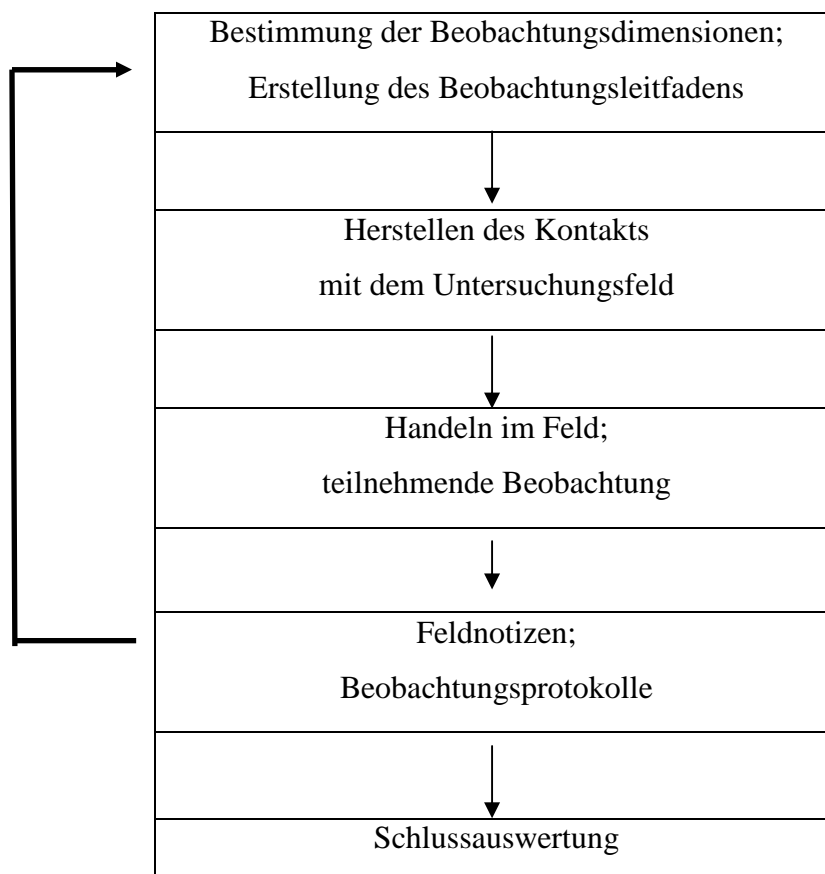 Bestimmung der Beobachtungsdimensionen;
Erstellung des Beobachtungsleitfadens
Herstellen des Kontakts
mit dem Untersuchungsfeld
Handeln im Feld;
teilnehmende Beobachtung
Feldnotizen;
Beobachtungsprotokolle
Schlussauswertung